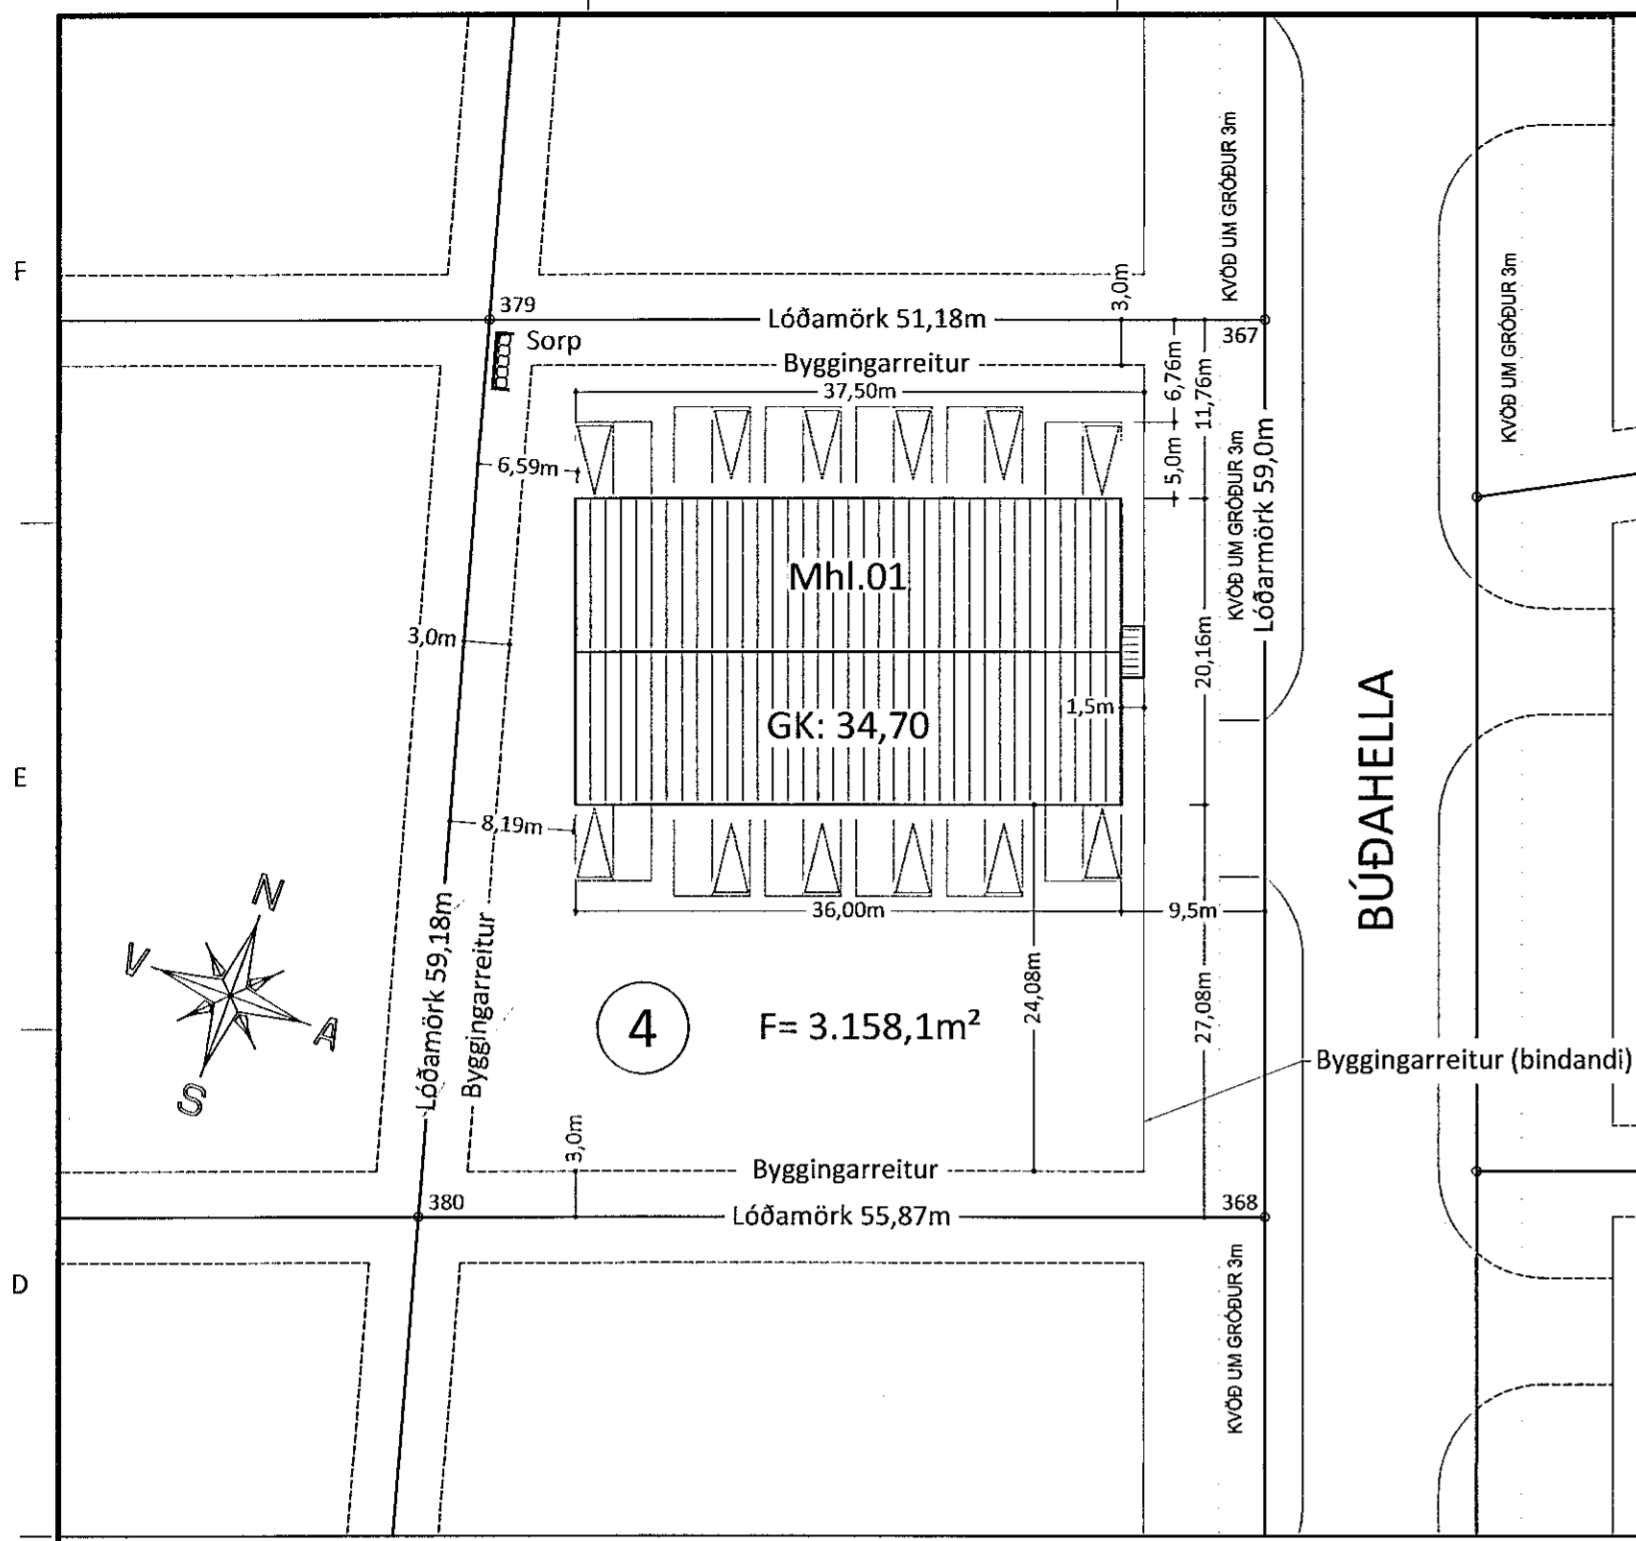 KVÖÐ UM GRÓÐUR 3m
F
3,0m
KVÖÐ UM GRÓÐUR 3m
379
Lóðamörk 51,18m
367
Sorp
Byggingarreitur
37,50m
6,76m
11,76m
6,59m
5,0m
KVÖÐ UM GRÓÐUR 3m
Lóðarmörk 59,0m
Mhl.01
3,0m
20,16m
1,5m
GK: 34,70
E
BÚÐAHELLA
8,19m
36,00m
9,5m
N
V
A
S
Lóðamörk 59,18m
Byggingarreitur
24,08m
27,08m
4
F= 3.158,1m²
Byggingarreitur (bindandi)
3,0m
Byggingarreitur
380
Lóðamörk 55,87m
368
D
KVÖÐ UM GRÓÐUR 3m